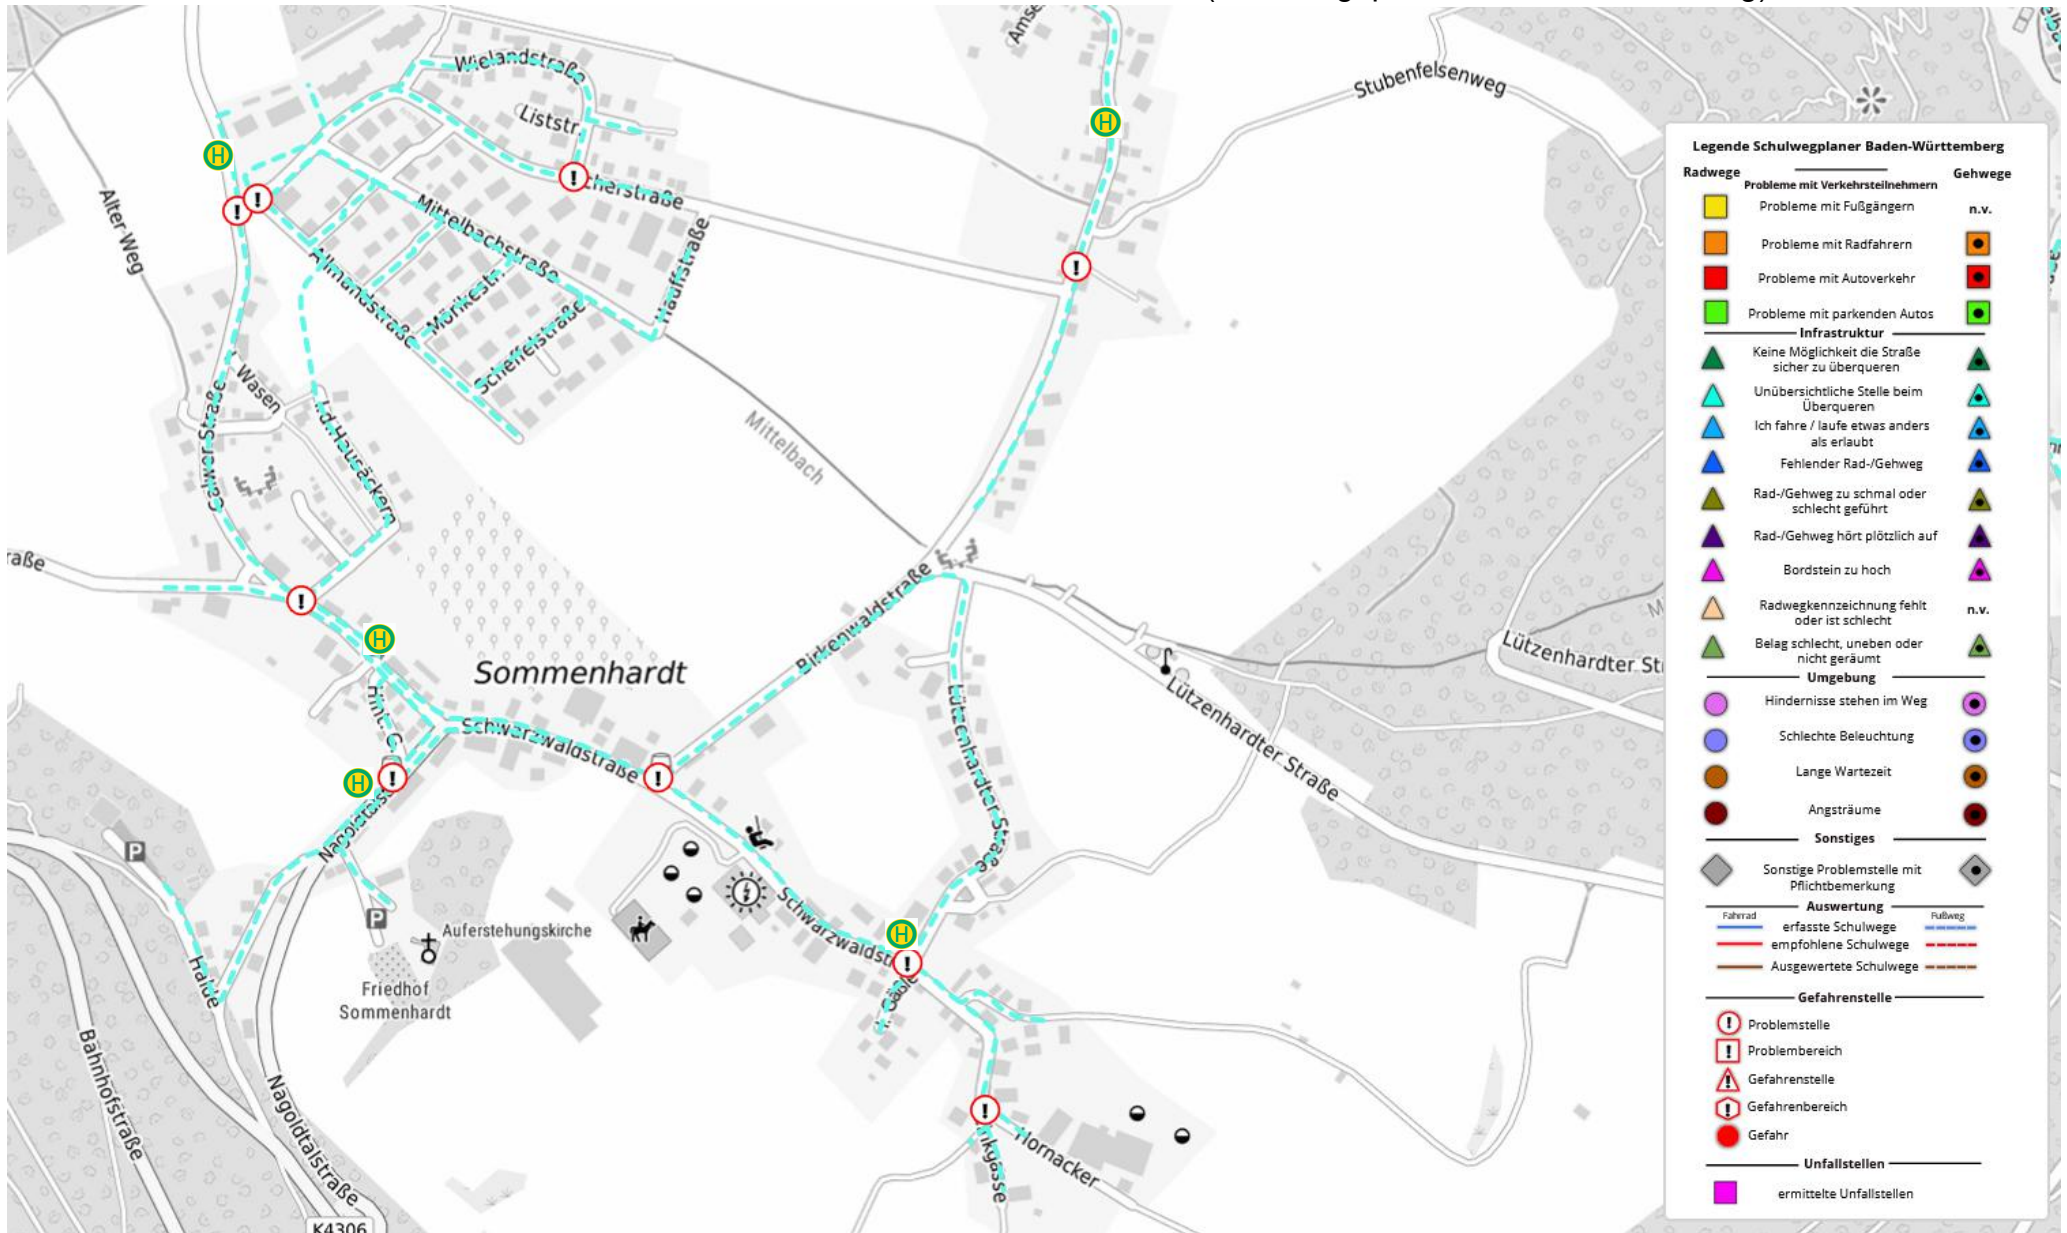 Wielandstraße
Liststr.
cherstraße
Stubenfelsenweg
Alter Weg
Mittelbachstraße
Allmandstraße
Mörikestr.
Scheffelstraße
Hauffstraße
Wasen
Calwer Straße
I.d.Hausäckern
Mittelbach
raße
Sommenhardt
Birkenwaldstraße
Schwarzwaldstraße
Lützenhardter Straße
Lützenhardter Straße
Lützenhardter St
P
P
Auferstehungskirche
Friedhof
Sommenhardt
Schwarzwaldstr
Halde
Bahnhofstraße
Nagoldtalstraße
K4306
Hornacker
H
H
H
H
H
Legende Schulwegplaner Baden-Württemberg
Radwege
Gehwege
Probleme mit Verkehrsteilnehmern
Probleme mit Fußgängern n.v.
Probleme mit Radfahrern
Probleme mit Autoverkehr
Probleme mit parkenden Autos
Infrastruktur
Keine Möglichkeit die Straße
sicher zu überqueren
Unübersichtliche Stelle beim
Überqueren
Ich fahre / laufe etwas anders
als erlaubt
Fehlender Rad-/Gehweg
Rad-/Gehweg zu schmal oder
schlecht geführt
Rad-/Gehweg hört plötzlich auf
Bordstein zu hoch
Radwegkennzeichnung fehlt n.v.
oder ist schlecht
Belag schlecht, uneben oder
nicht geräumt
Umgebung
Hindernisse stehen im Weg
Schlechte Beleuchtung
Lange Wartezeit
Angsträume
Sonstiges
Sonstige Problemstelle mit
Pflichtbemerkung
Auswertung
Fahrrad Fußweg
erfasste Schulwege
empfohlene Schulwege
Ausgewertete Schulwege
Gefahrenstelle
Problemstelle
Problembereich
Gefahrenstelle
Gefahrenbereich
Gefahr
Unfallstellen
ermittelte Unfallstellen